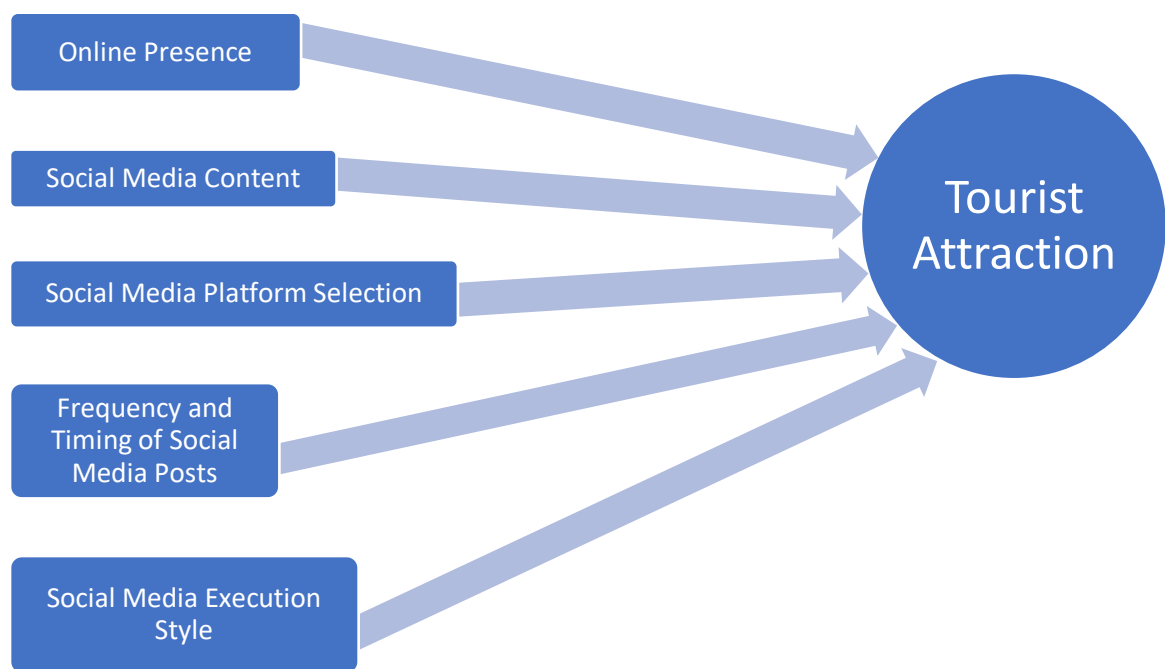 Online Presence
Social Media Content
Social Media Platform Selection
Frequency and
Timing of Social
Media Posts
Social Media Execution
Style
Tourist
Attraction